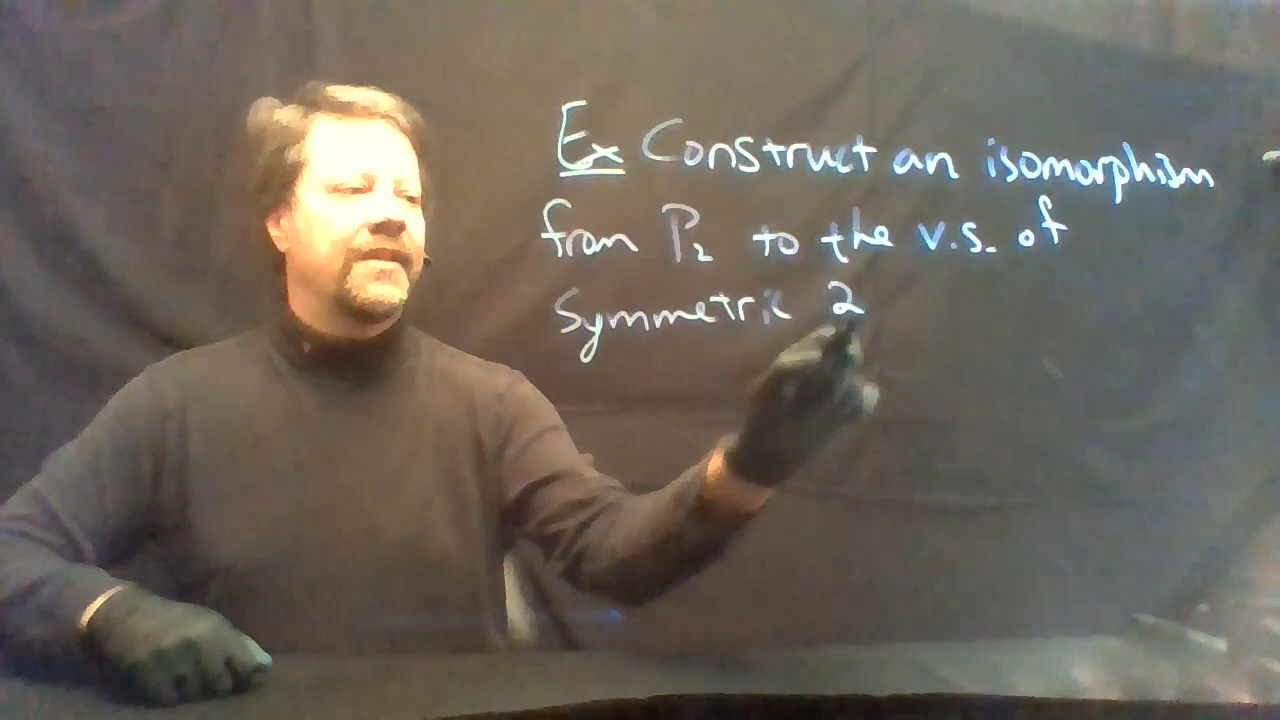 Ex Construct an isomorphism
from P₂ to the v.s. of
Symmetric 2